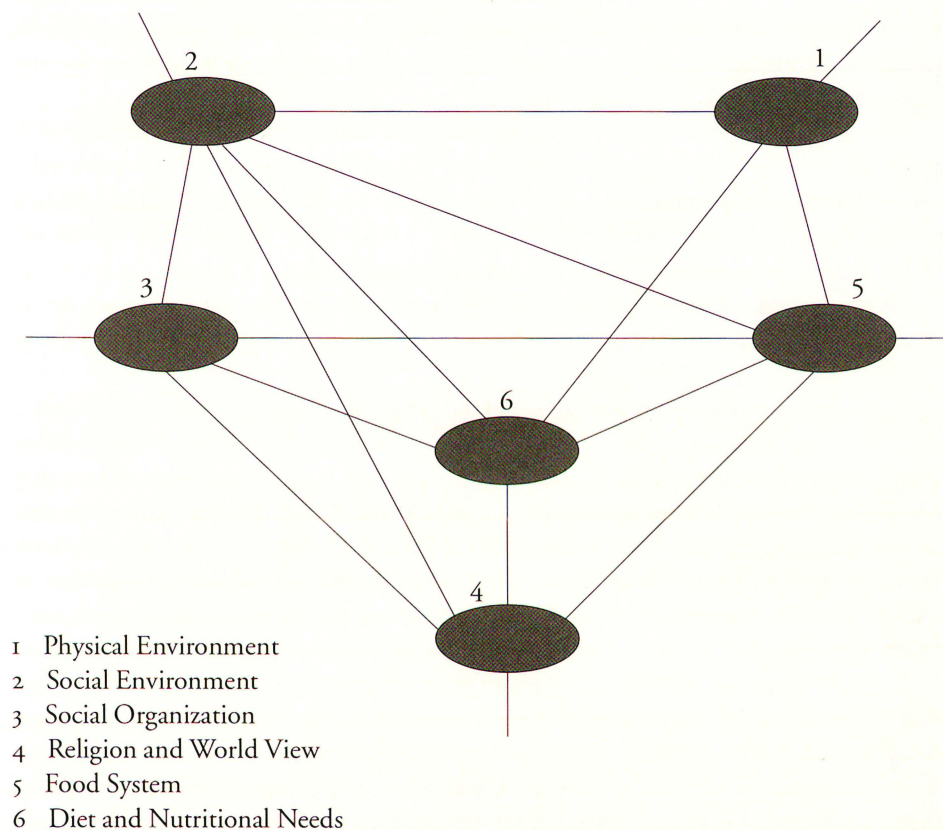 2
1
3
5
6
4
1 Physical Environment
2 Social Environment
3 Social Organization
4 Religion and World View
5 Food System
6 Diet and Nutritional Needs